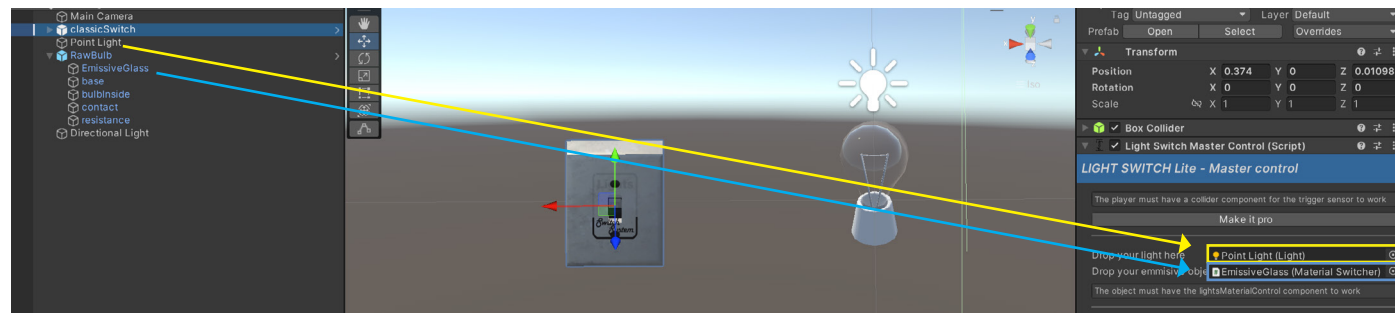 Main Camera
classicSwitch
Point Light
RawBulb
EmissiveGlass
base
bulbInside
contact
resistance
Directional Light
Iso
Switch
System
Tag Untagged Layer Default
Prefab Open Select Overrides
Transform
Position X 0.374 Y 0 Z 0.01098
Rotation X 0 Y 0 Z 0
Scale X 1 Y 1 Z 1
Box Collider
Light Switch Master Control (Script)
LIGHT SWITCH Lite - Master control
The player must have a collider component for the trigger sensor to work
Make it pro
Drop your light here Point Light (Light)
Drop your emmisive obje EmissiveGlass (Material Switcher)
The object must have the lightsMaterialControl component to work